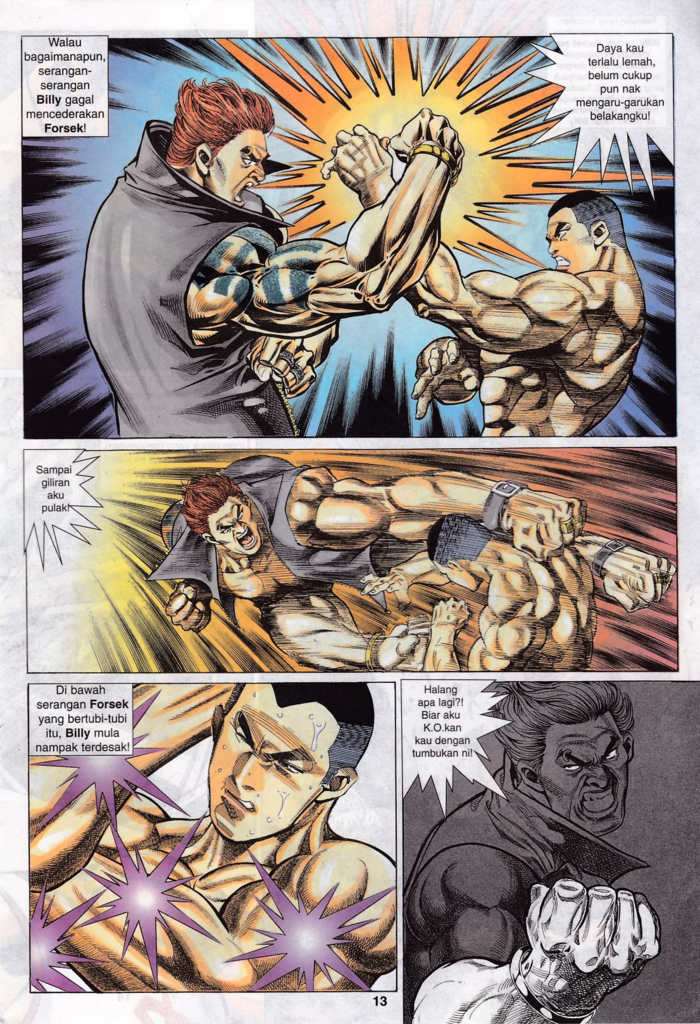 Walau
bagaimanapun,
serangan-
serangan
Billy gagal
mencederakan
Forsek!
Daya kau
terlalu lemah,
belum cukup
pun nak
mengaru-garukan
belakangku!
Sampai
giliran
aku
pulak!
Di bawah
serangan Forsek
yang bertubi-tubi
itu, Billy mula
nampak terdesak!
Halang
apa lagi?!
Biar aku
K.O.kan
kau dengan
tumbukan ni!
13